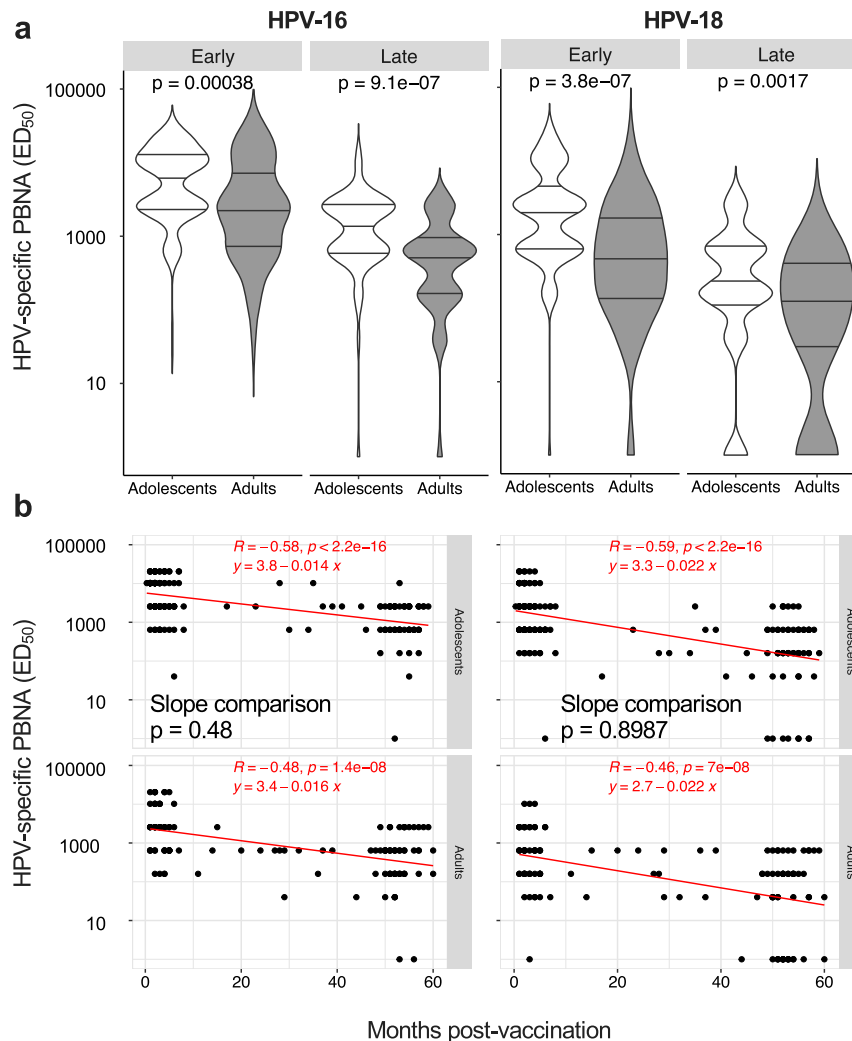 a
HPV-16
HPV-18
Early
Late
Early
Late
p = 0.00038
p = 9.1e−07
p = 3.8e−07
p = 0.0017
HPV-specific PBNA (ED50)
100000
1000
10
Adolescents
Adults
Adolescents
Adults
Adolescents
Adults
Adolescents
Adults
b
HPV-specific PBNA (ED50)
100000
1000
10
R = −0.58, p < 2.2e−16
y = 3.8 − 0.014 x
Slope comparison
p = 0.48
Adolescents
R = −0.59, p < 2.2e−16
y = 3.3 − 0.022 x
Slope comparison
p = 0.8987
Adolescents
100000
1000
10
R = −0.48, p = 1.4e−08
y = 3.4 − 0.016 x
Adults
R = −0.46, p = 7e−08
y = 2.7 − 0.022 x
Adults
0
20
40
60
0
20
40
60
Months post-vaccination